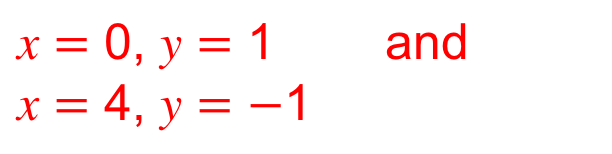 x = 0, y = 1 and
x = 4, y = −1